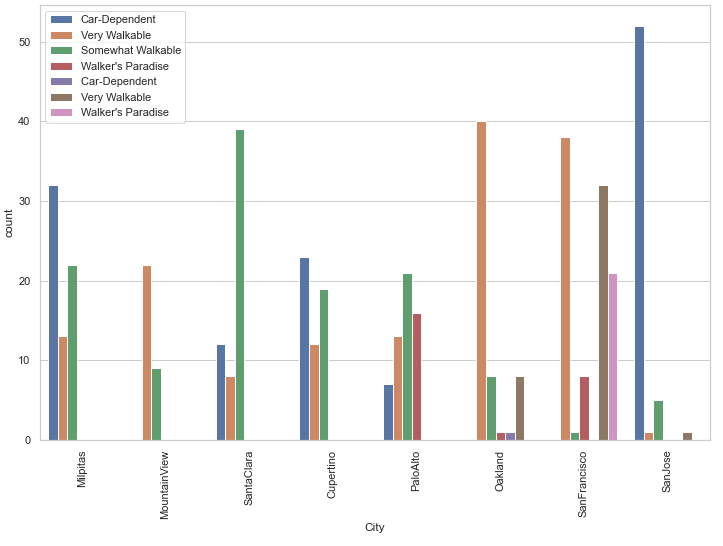 Car-Dependent
Very Walkable
Somewhat Walkable
Walker's Paradise
Car-Dependent
Very Walkable
Walker's Paradise
50
40
30
20
10
0
count
Milpitas
MountainView
SantaClara
Cupertino
PaloAlto
Oakland
SanFrancisco
SanJose
City